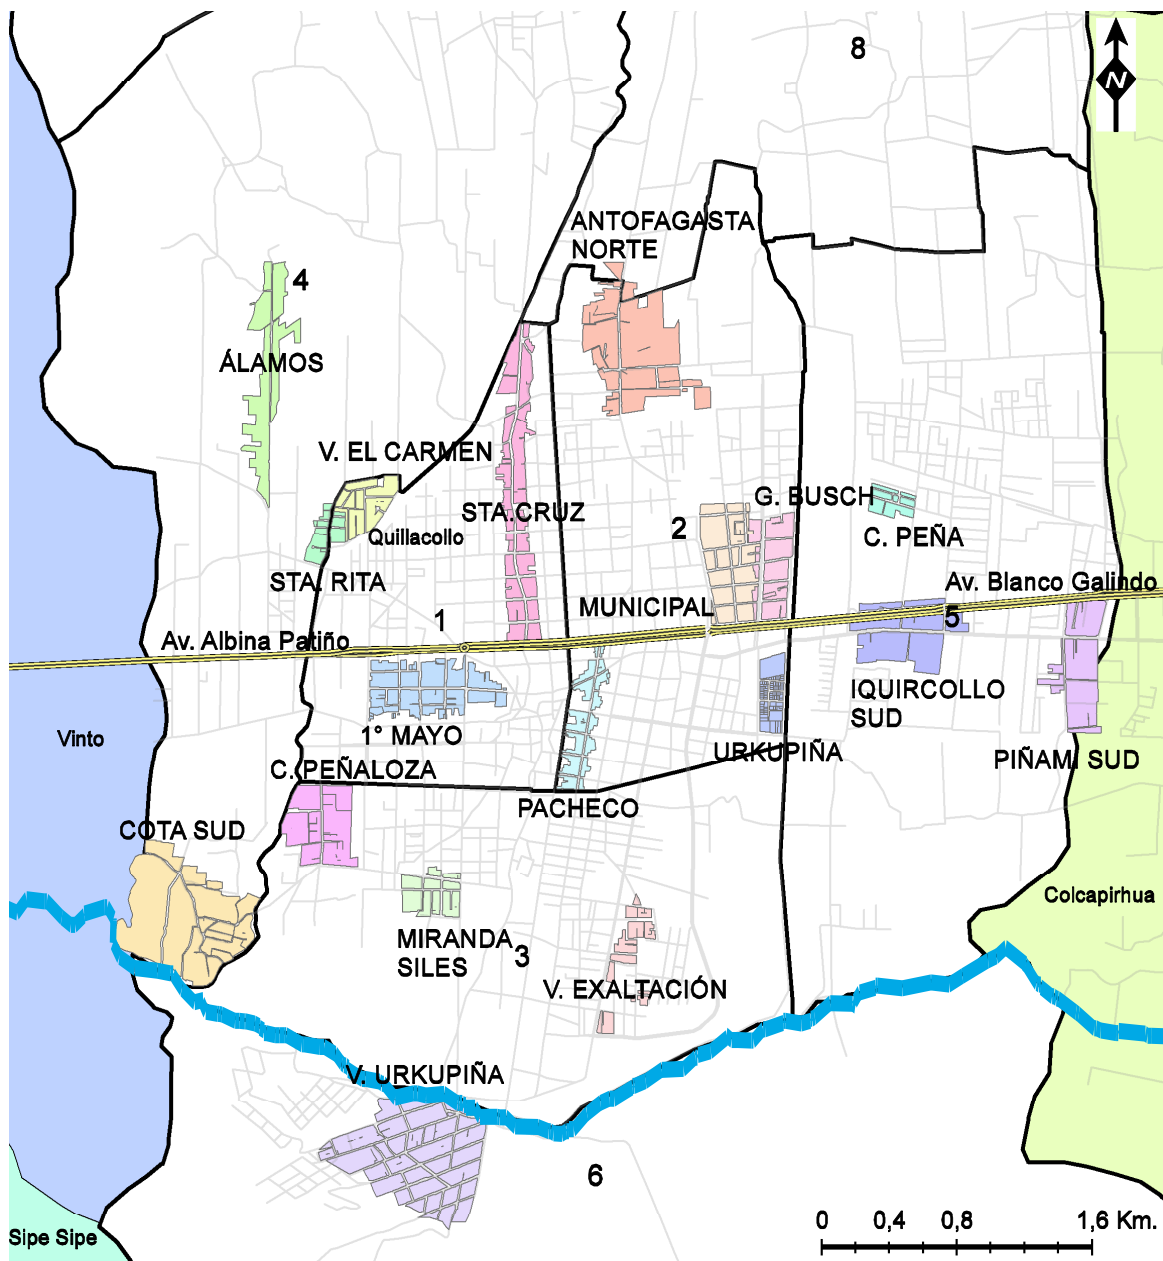 8
N
ANTOFAGASTA
NORTE
4
ÁLAMOS
V. EL CARMEN
G. BUSCH
STA.CRUZ
2
Quillacollo
C. PEÑA
STA. RITA
Av. Blanco Galindo
MUNICIPAL
1
5
Av. Albina Patiño
IQUIRCOLLO
SUD
Vinto
1° MAYO
URKUPIÑA
PIÑAMI SUD
C. PEÑALOZA
PACHECO
COTA SUD
Colcapirhua
MIRANDA
SILES
3
V. EXALTACIÓN
V. URKUPIÑA
6
0 0,4 0,8 1,6 Km.
Sipe Sipe